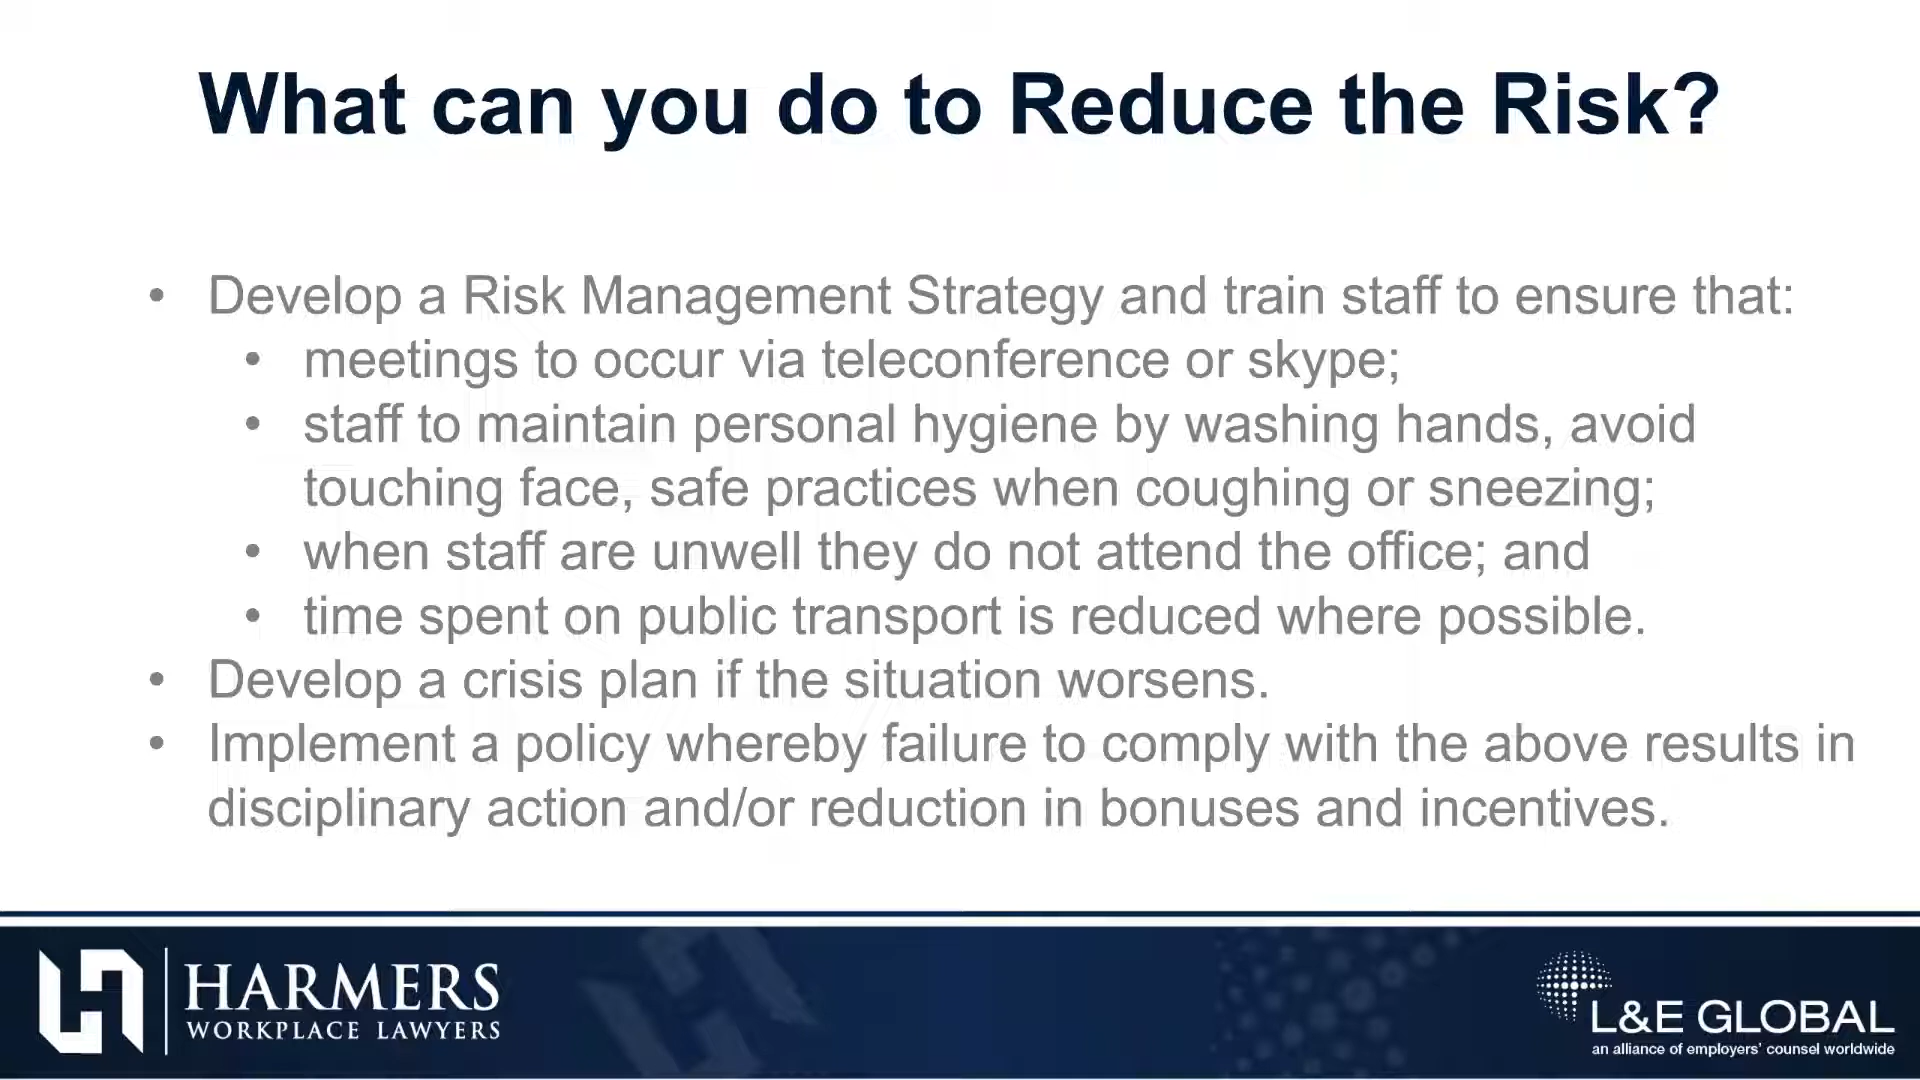 What can you do to Reduce the Risk?
• Develop a Risk Management Strategy and train staff to ensure that:
• meetings to occur via teleconference or skype;
• staff to maintain personal hygiene by washing hands, avoid
touching face, safe practices when coughing or sneezing;
• when staff are unwell they do not attend the office; and
• time spent on public transport is reduced where possible.
• Develop a crisis plan if the situation worsens.
• Implement a policy whereby failure to comply with the above results in
disciplinary action and/or reduction in bonuses and incentives.
HARMERS
WORKPLACE LAWYERS
L&E GLOBAL
an alliance of employers' counsel worldwide